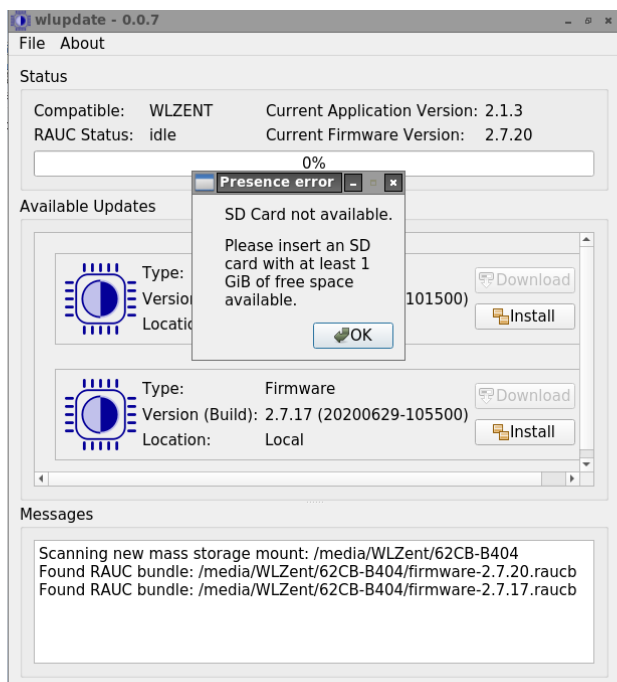 wlupdate - 0.0.7
File About
Status
Compatible: WLZENT Current Application Version: 2.1.3
RAUC Status: idle Current Firmware Version: 2.7.20
0%
Presence error
SD Card not available.
Please insert an SD
card with at least 1
GiB of free space
available.
OK
Available Updates
Type:
Download
101500)
Install
Type: Firmware
Download
Version (Build): 2.7.17 (20200629-105500)
Install
Location: Local
Messages
Scanning new mass storage mount: /media/WLZent/62CB-B404
Found RAUC bundle: /media/WLZent/62CB-B404/firmware-2.7.20.raucb
Found RAUC bundle: /media/WLZent/62CB-B404/firmware-2.7.17.raucb